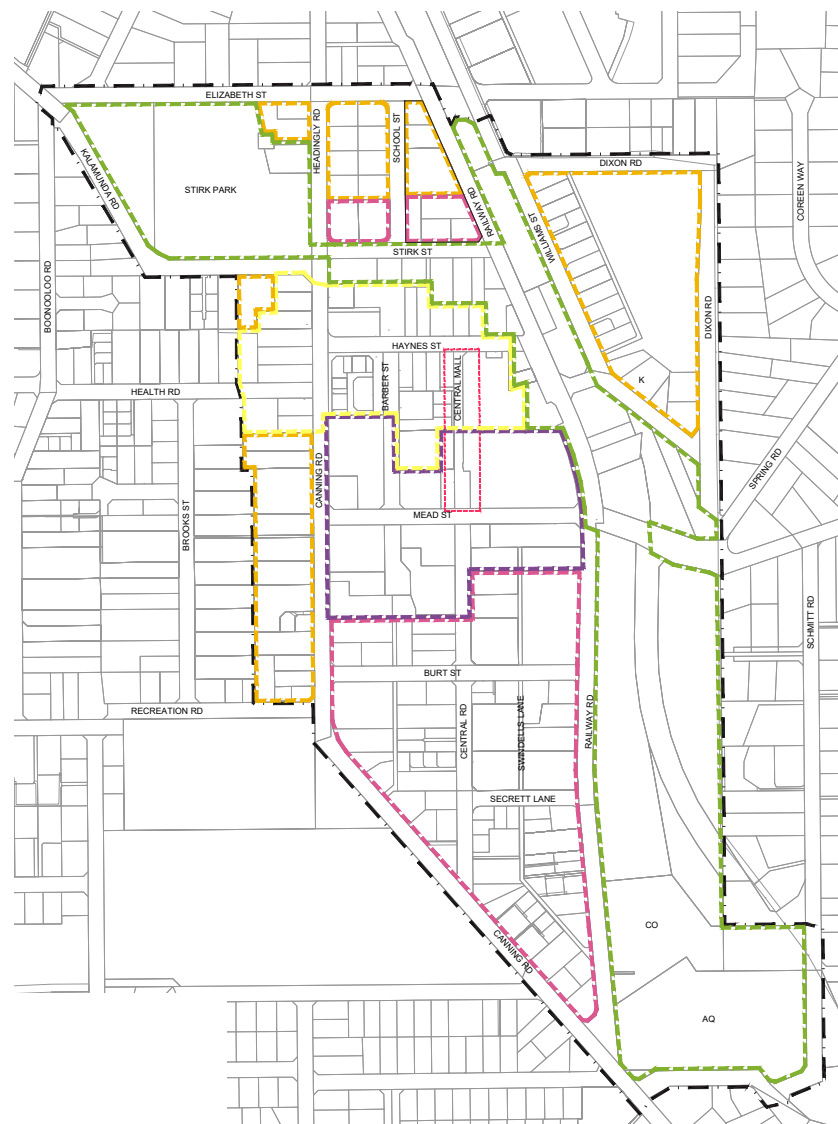 ELIZABETH ST
HEADINGLY RD
SCHOOL ST
DIXON RD
KALAMUNDA RD
STIRK PARK
RAILWAY RD
WILLIAMS ST
COREEN WAY
STIRK ST
BOONOOLOO RD
DIXON RD
HAYNES ST
K
HEALTH RD
BARBER ST
CENTRAL MALL
CANNING RD
SPRING RD
BROOKS ST
MEAD ST
SCHMITT RD
BURT ST
RECREATION RD
CENTRAL RD
SWINDELLS LANE
RAILWAY RD
SECRETT LANE
CANNING RD
CO
AQ